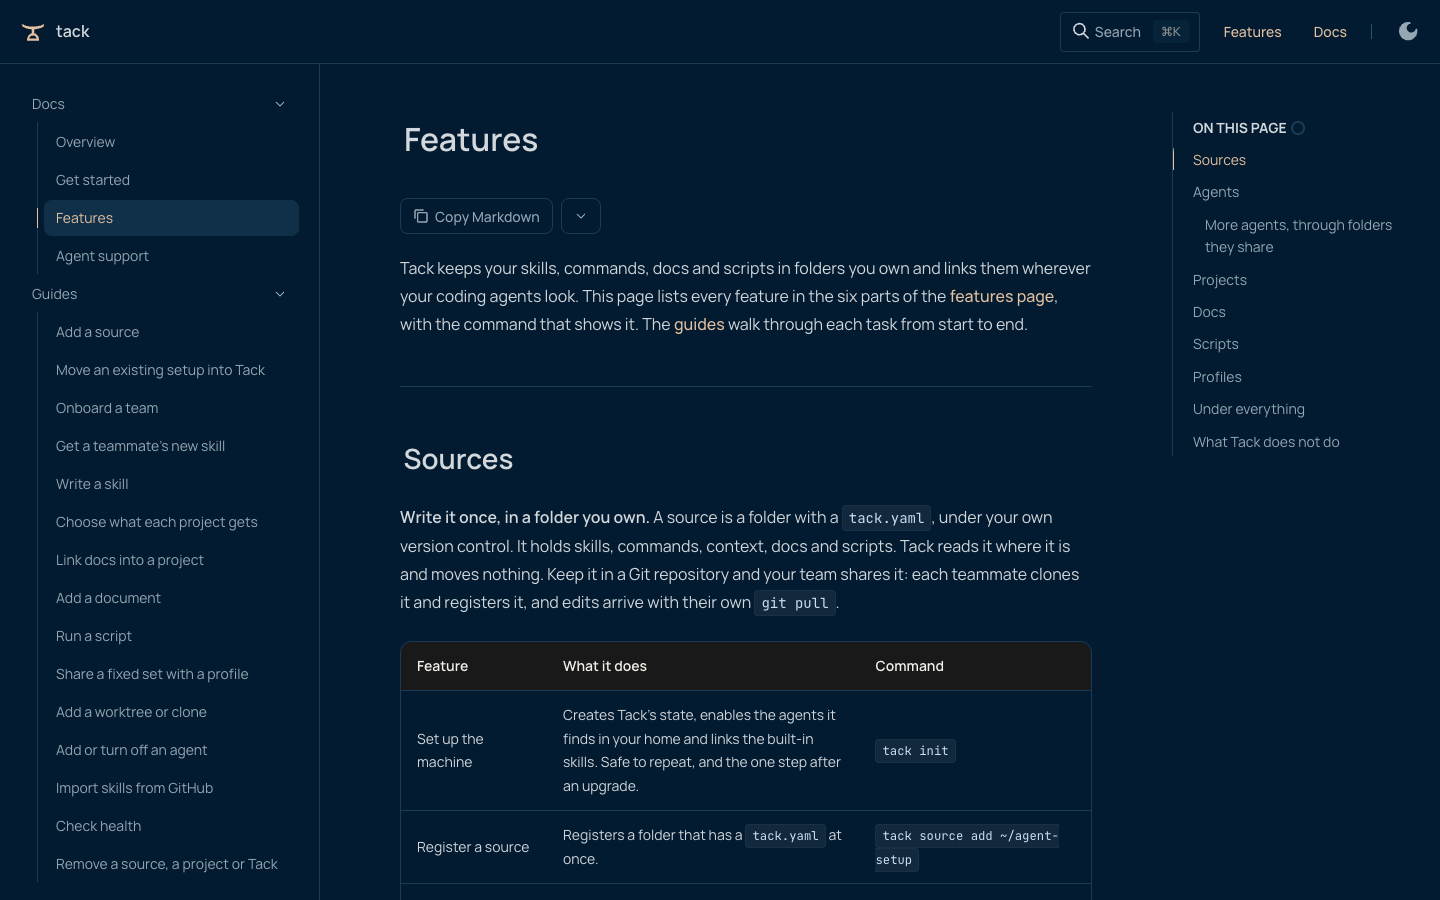 tack
Search ⌘K
Features
Docs
Docs
Overview
Get started
Features
Agent support
Guides
Add a source
Move an existing setup into Tack
Onboard a team
Get a teammate's new skill
Write a skill
Choose what each project gets
Link docs into a project
Add a document
Run a script
Share a fixed set with a profile
Add a worktree or clone
Add or turn off an agent
Import skills from GitHub
Check health
Remove a source, a project or Tack
Features
Copy Markdown
Tack keeps your skills, commands, docs and scripts in folders you own and links them wherever
your coding agents look. This page lists every feature in the six parts of the features page,
with the command that shows it. The guides walk through each task from start to end.
Sources
Write it once, in a folder you own. A source is a folder with a tack.yaml, under your own
version control. It holds skills, commands, context, docs and scripts. Tack reads it where it is
and moves nothing. Keep it in a Git repository and your team shares it: each teammate clones
it and registers it, and edits arrive with their own git pull.
Feature What it does Command
Set up the
machine
Creates Tack's state, enables the agents it
finds in your home and links the built-in
skills. Safe to repeat, and the one step after
an upgrade.
tack init
Register a source
Registers a folder that has a tack.yaml at
once.
tack source add ~/agent-
setup
ON THIS PAGE
Sources
Agents
More agents, through folders
they share
Projects
Docs
Scripts
Profiles
Under everything
What Tack does not do